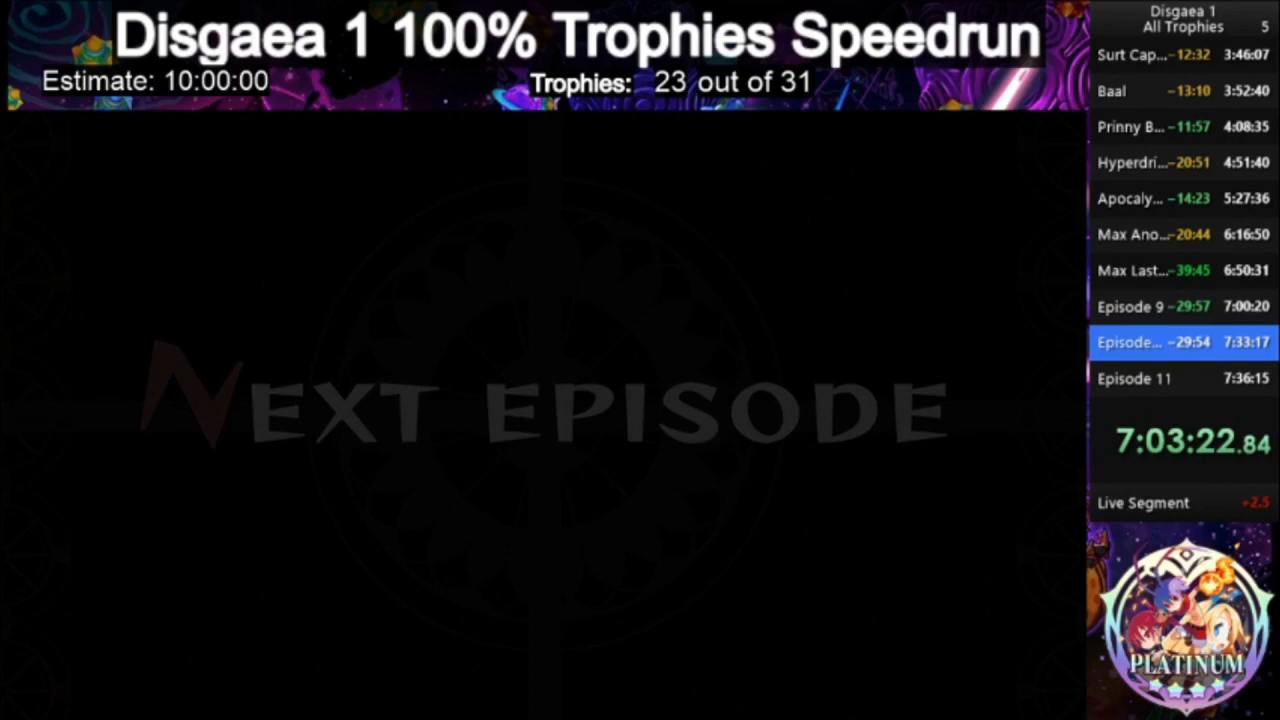 Disgaea 1 100% Trophies Speedrun
Estimate: 10:00:00
Trophies: 23 out of 31
NEXT EPISODE
Disgaea 1
All Trophies 5
Surt Cap... -12:32 3:46:07
Baal -13:10 3:52:40
Prinny B... -11:57 4:08:35
Hyperdri... -20:51 4:51:40
Apocaly... -14:23 5:27:36
Max Ano... -20:44 6:16:50
Max Last... -39:45 6:50:31
Episode 9 -29:57 7:00:20
Episode... -29:54 7:33:17
Episode 11 7:36:15
7:03:22.84
Live Segment +2.5
PLATINUM